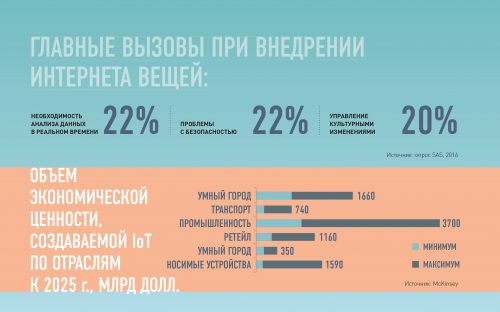 ГЛАВНЫЕ ВЫЗОВЫ ПРИ ВНЕДРЕНИИ
ИНТЕРНЕТА ВЕЩЕЙ:
НЕОБХОДИМОСТЬ
АНАЛИЗА ДАННЫХ
В РЕАЛЬНОМ ВРЕМЕНИ
22%
ПРОБЛЕМЫ
С БЕЗОПАСНОСТЬЮ
22%
УПРАВЛЕНИЕ
КУЛЬТУРНЫМИ
ИЗМЕНЕНИЯМИ
20%
Источник: опрос SAS, 2016
ОБЪЕМ
ЭКОНОМИЧЕСКОЙ
ЦЕННОСТИ,
СОЗДАВАЕМОЙ IoT
ПО ОТРАСЛЯМ
К 2025 г., МЛРД ДОЛЛ.
УМНЫЙ ГОРОД 1660
ТРАНСПОРТ 740
ПРОМЫШЛЕННОСТЬ 3700
РЕТЕЙЛ 1160
УМНЫЙ ГОРОД 350
НОСИМЫЕ УСТРОЙСТВА 1590
МИНИМУМ
МАКСИМУМ
Источник: McKinsey